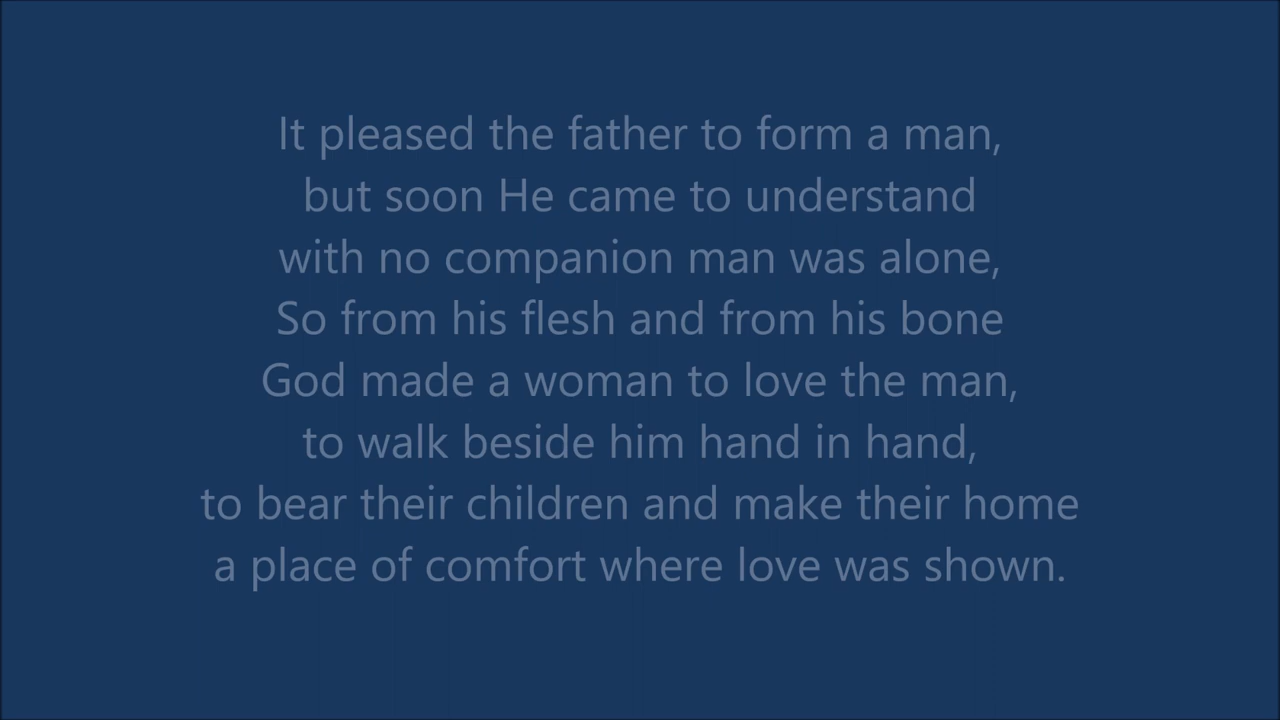 It pleased the father to form a man,
but soon He came to understand
with no companion man was alone,
So from his flesh and from his bone
God made a woman to love the man,
to walk beside him hand in hand,
to bear their children and make their home
a place of comfort where love was shown.